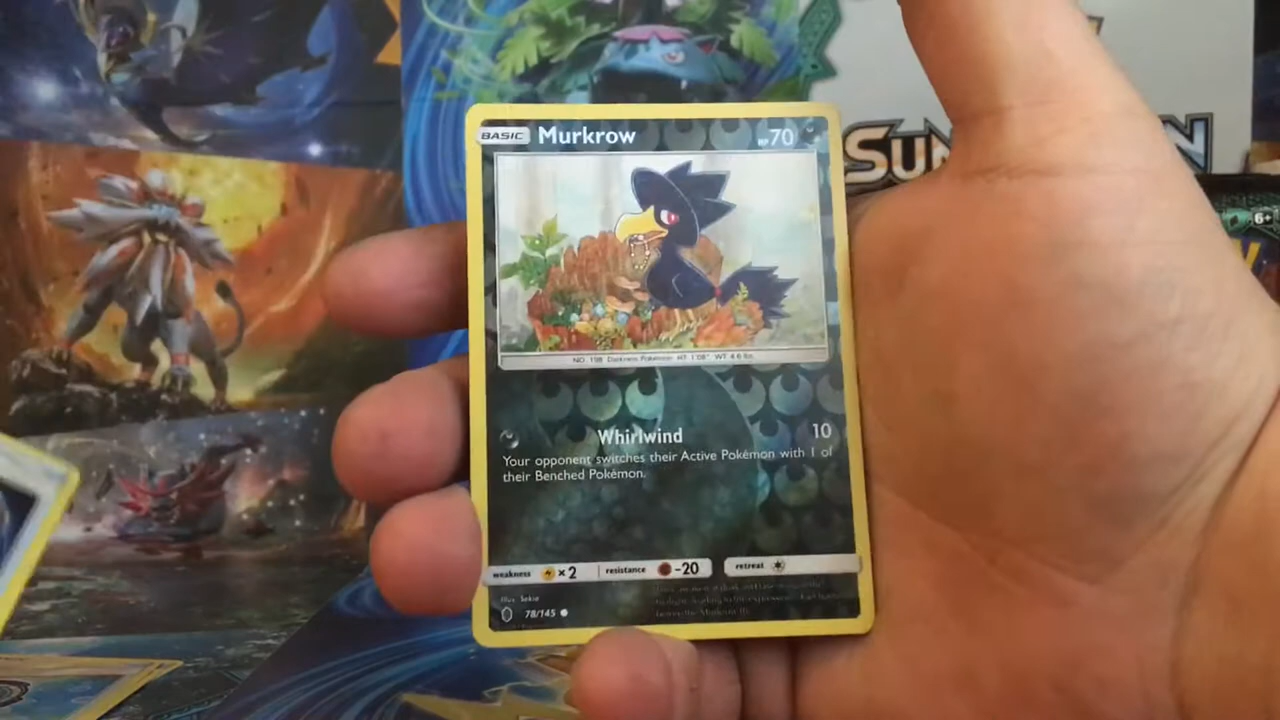 BASIC Murkrow HP 70
SUN
N
6+
NO. 198 Darkness Pokémon HT: 1'08" WT: 4.6 lbs.
Whirlwind 10
Your opponent switches their Active Pokémon with 1 of
their Benched Pokémon.
weakness ×2 resistance -20 retreat
Illus. Sekio
78/145